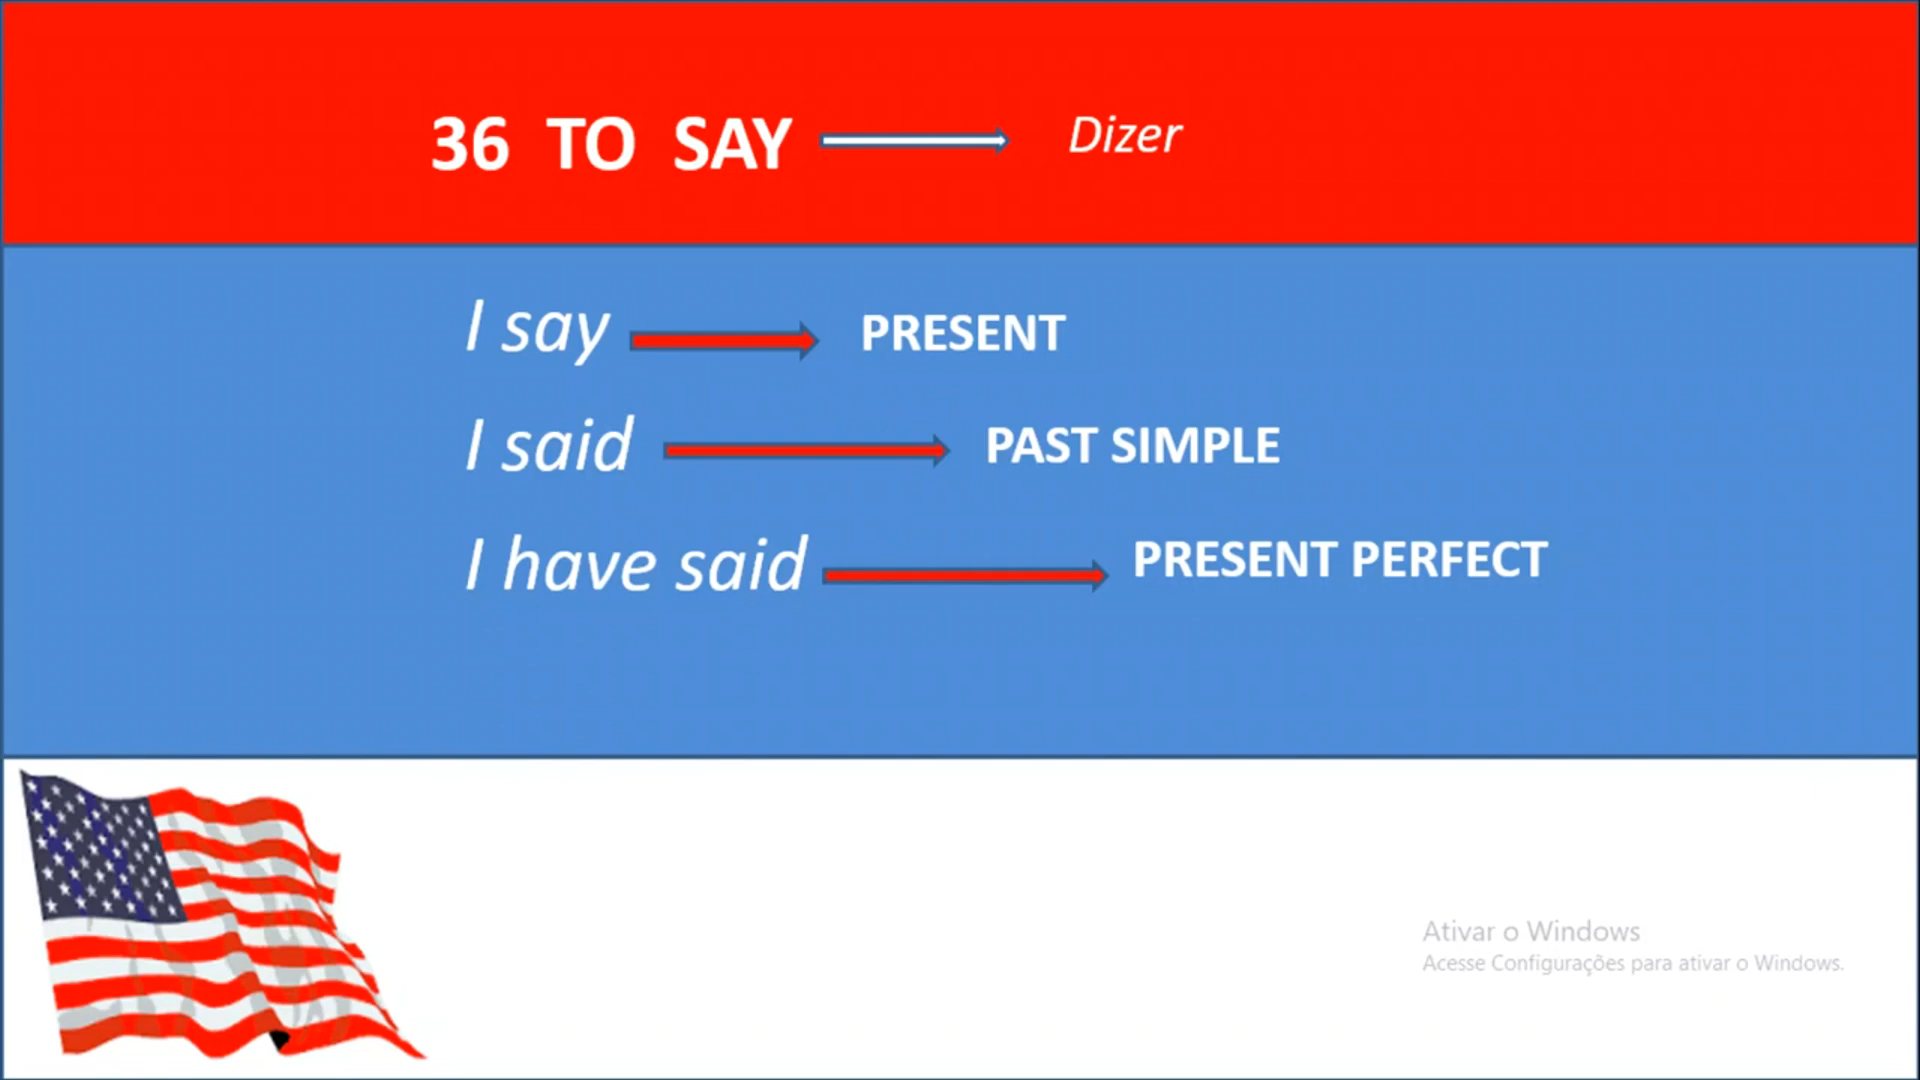 36 TO SAY Dizer
I say PRESENT
I said PAST SIMPLE
I have said PRESENT PERFECT
Ativar o Windows
Acesse Configurações para ativar o Windows.